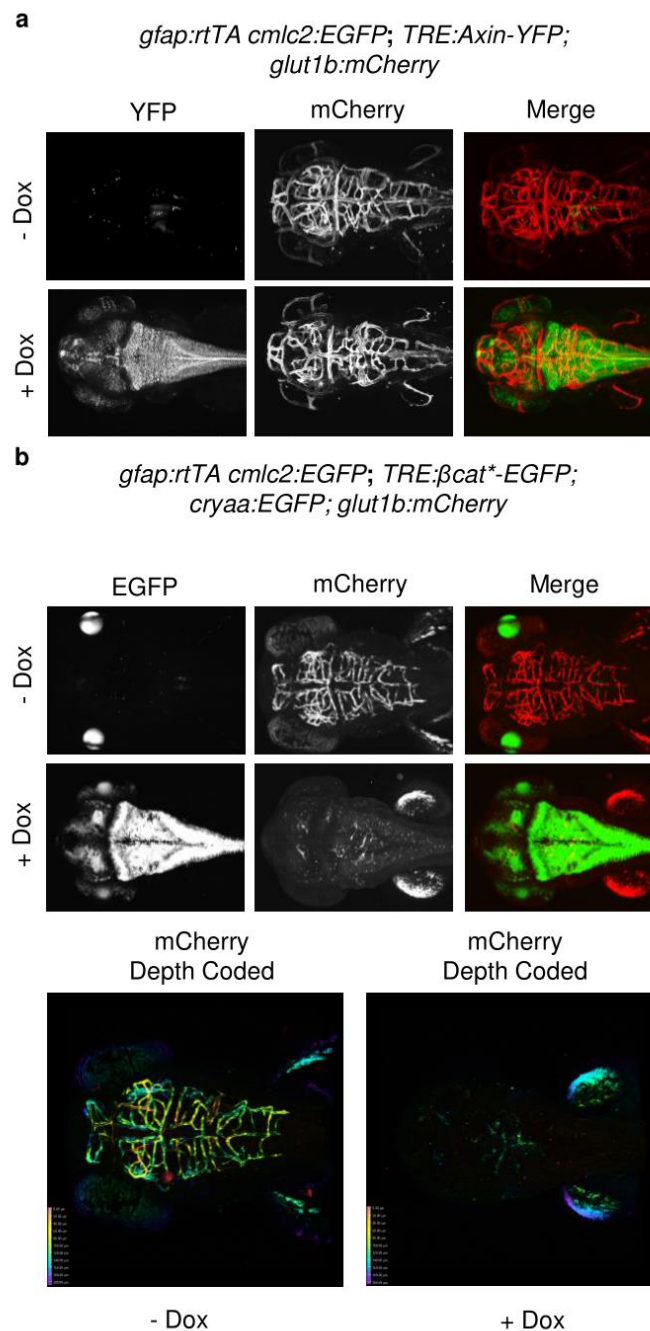 a
gfap:rtTA cmlc2:EGFP; TRE:Axin-YFP;
glut1b:mCherry
YFP mCherry Merge
- Dox
+ Dox
b
gfap:rtTA cmlc2:EGFP; TRE:βcat*-EGFP;
cryaa:EGFP; glut1b:mCherry
EGFP mCherry Merge
- Dox
+ Dox
mCherry mCherry
Depth Coded Depth Coded
- Dox + Dox